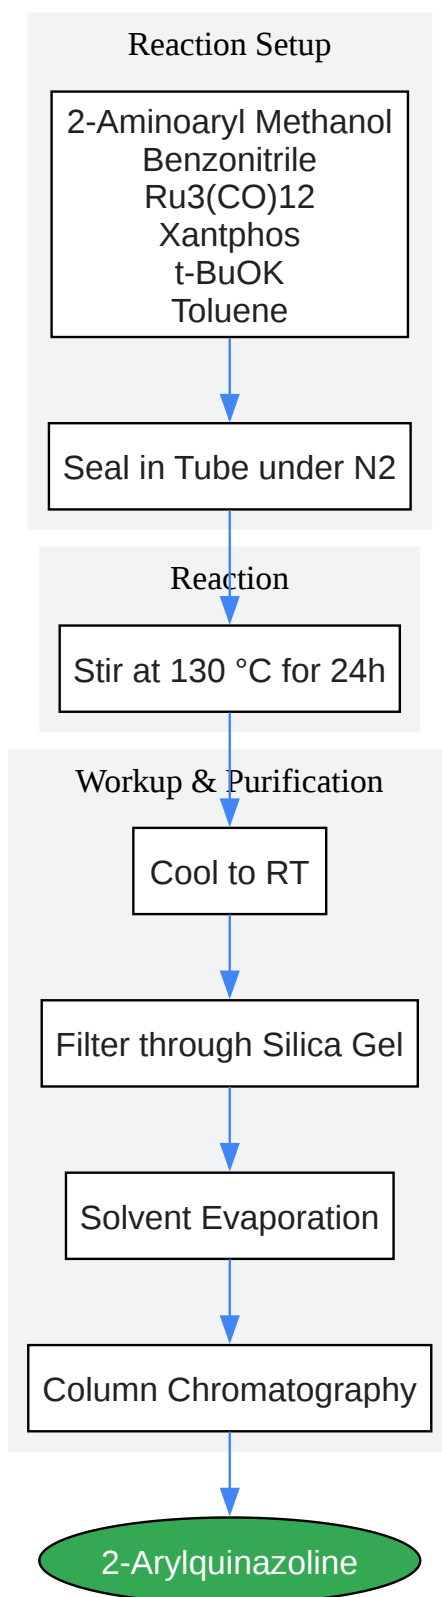 Reaction Setup
2-Aminoaryl Methanol
Benzonitrile
Ru3(CO)12
Xantphos
t-BuOK
Toluene
Seal in Tube under N2
Reaction
Stir at 130 °C for 24h
Workup & Purification
Cool to RT
Filter through Silica Gel
Solvent Evaporation
Column Chromatography
2-Arylquinazoline